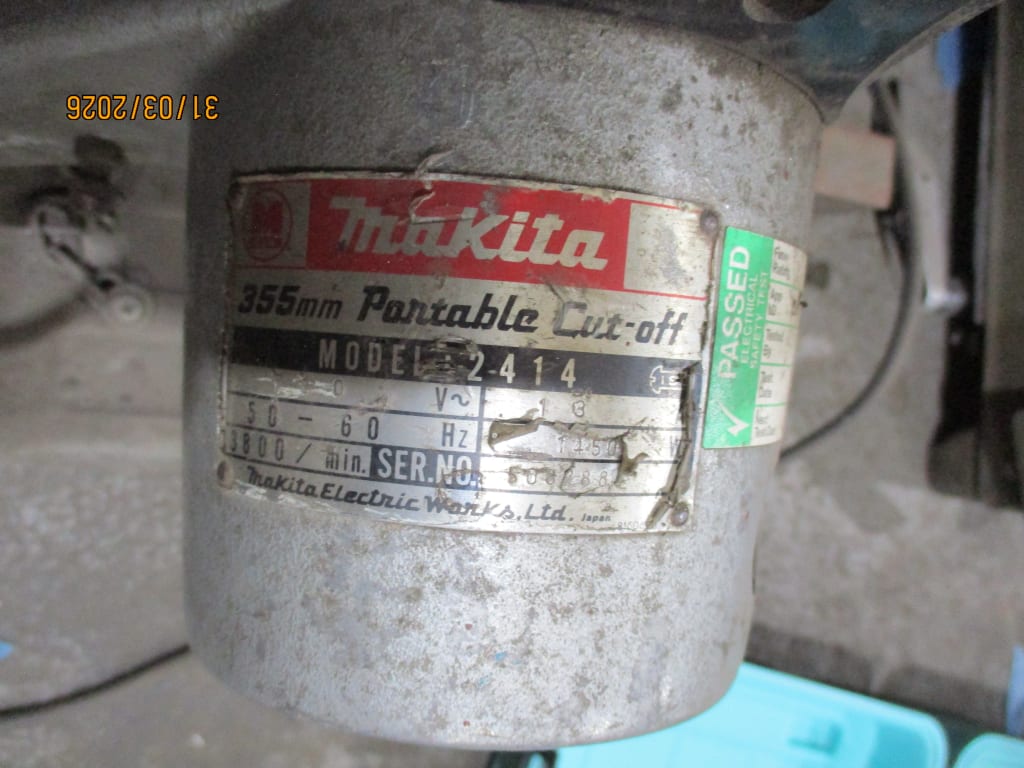 31/03/2026
Makita
355mm Portable Cut-off
MODEL 2414
V~
50 - 60 Hz
3800/min. SER.NO.
Makita Electric Works, Ltd. Japan
PASSED
ELECTRICAL
SAFETY TEST